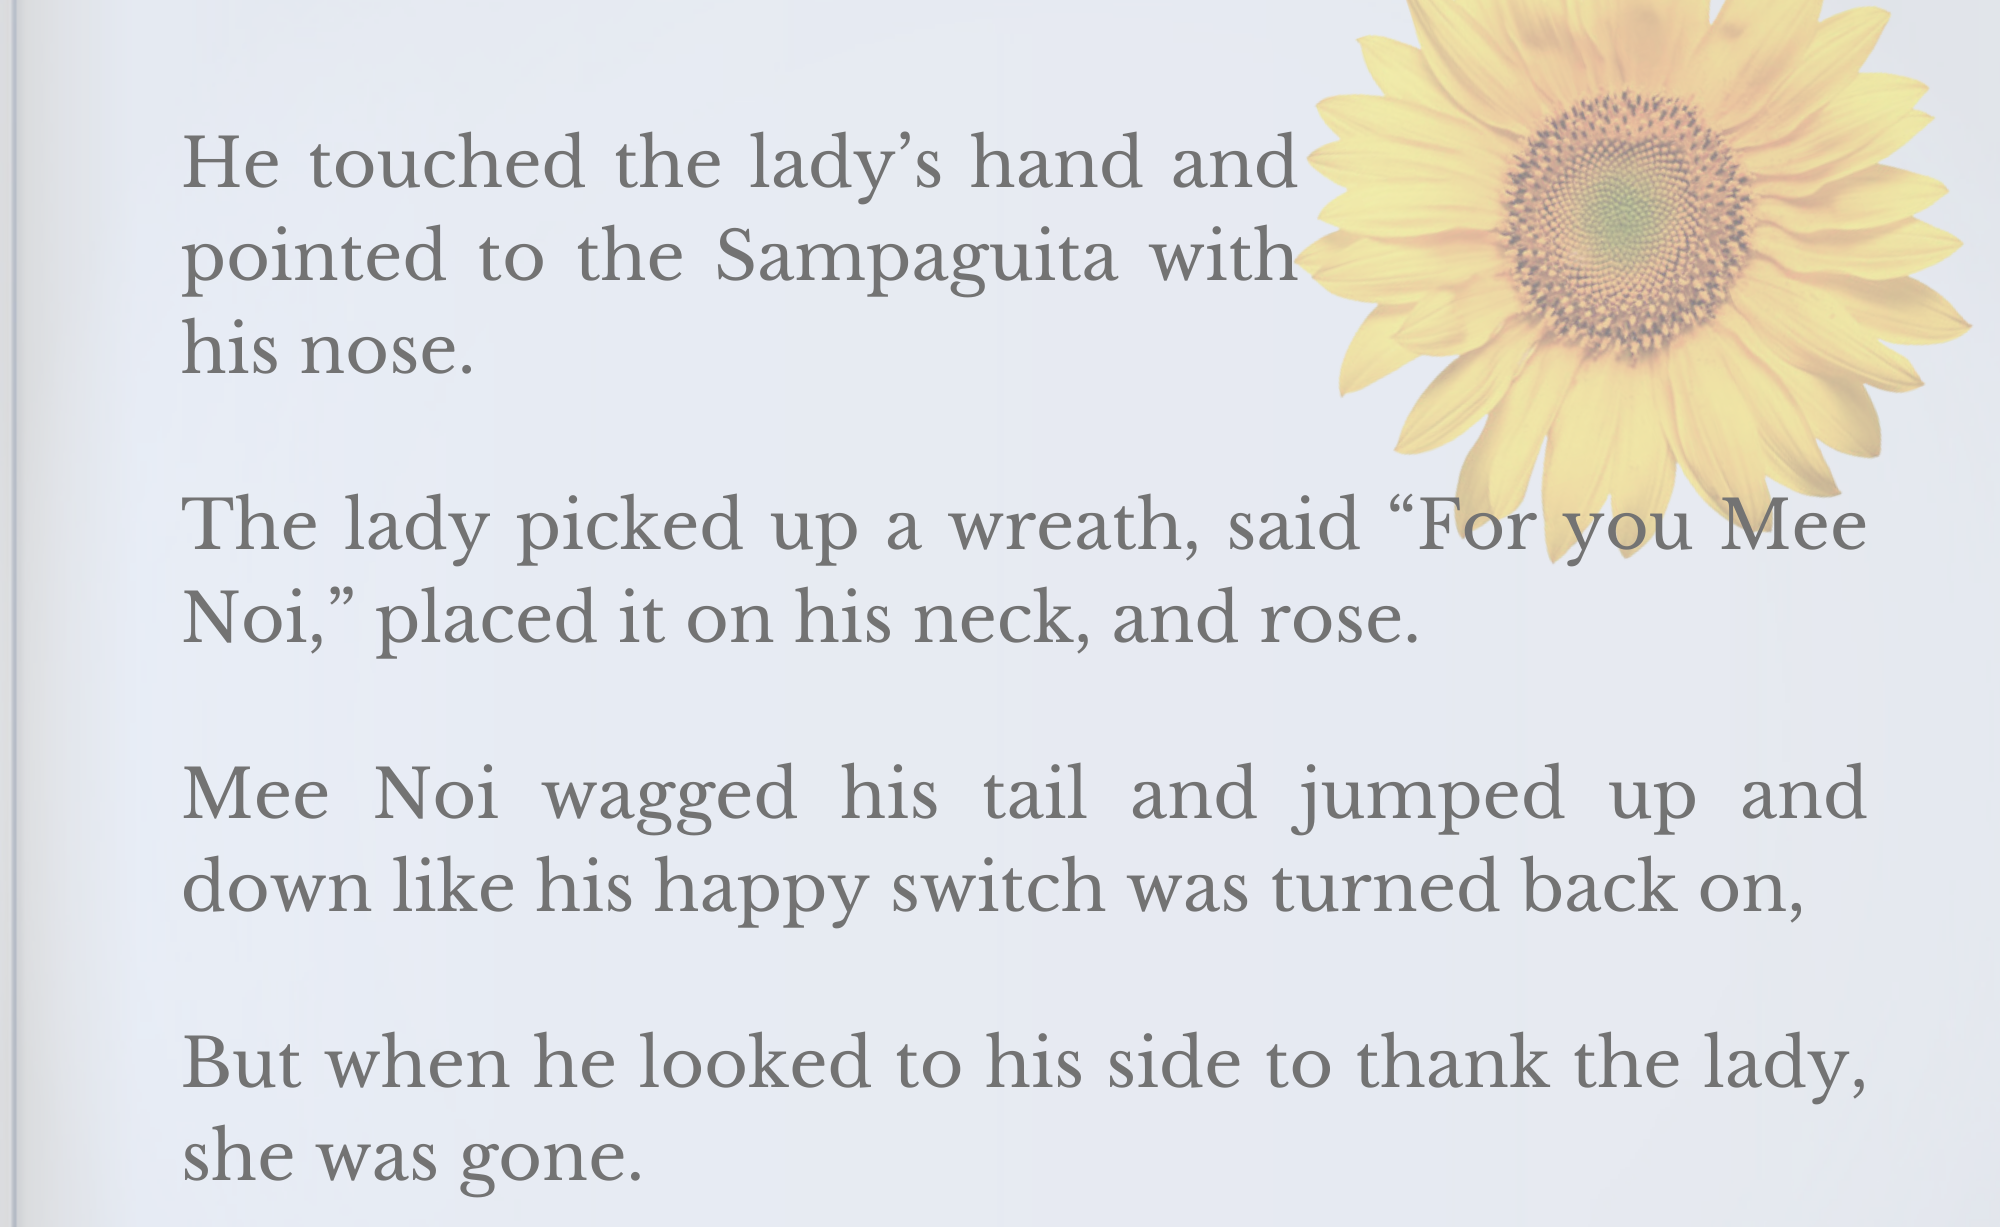 He touched the lady’s hand and
pointed to the Sampaguita with
his nose.
The lady picked up a wreath, said “For you Mee
Noi,” placed it on his neck, and rose.
Mee Noi wagged his tail and jumped up and
down like his happy switch was turned back on,
But when he looked to his side to thank the lady,
she was gone.